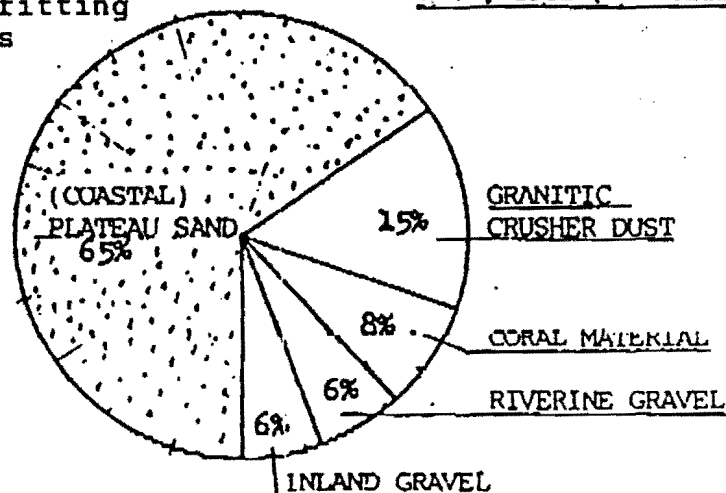 ritting
s
(COASTAL)
PLATEAU SAND
65%
15%
GRANITIC
CRUSHER DUST
8%
CORAL MATERIAL
6%
RIVERINE GRAVEL
6%
INLAND GRAVEL